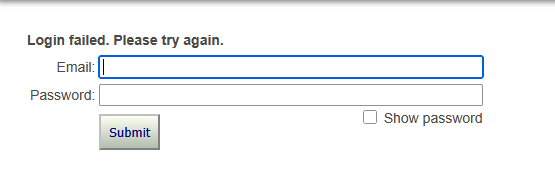 Login failed. Please try again.
Email:
Password:
Show password
Submit